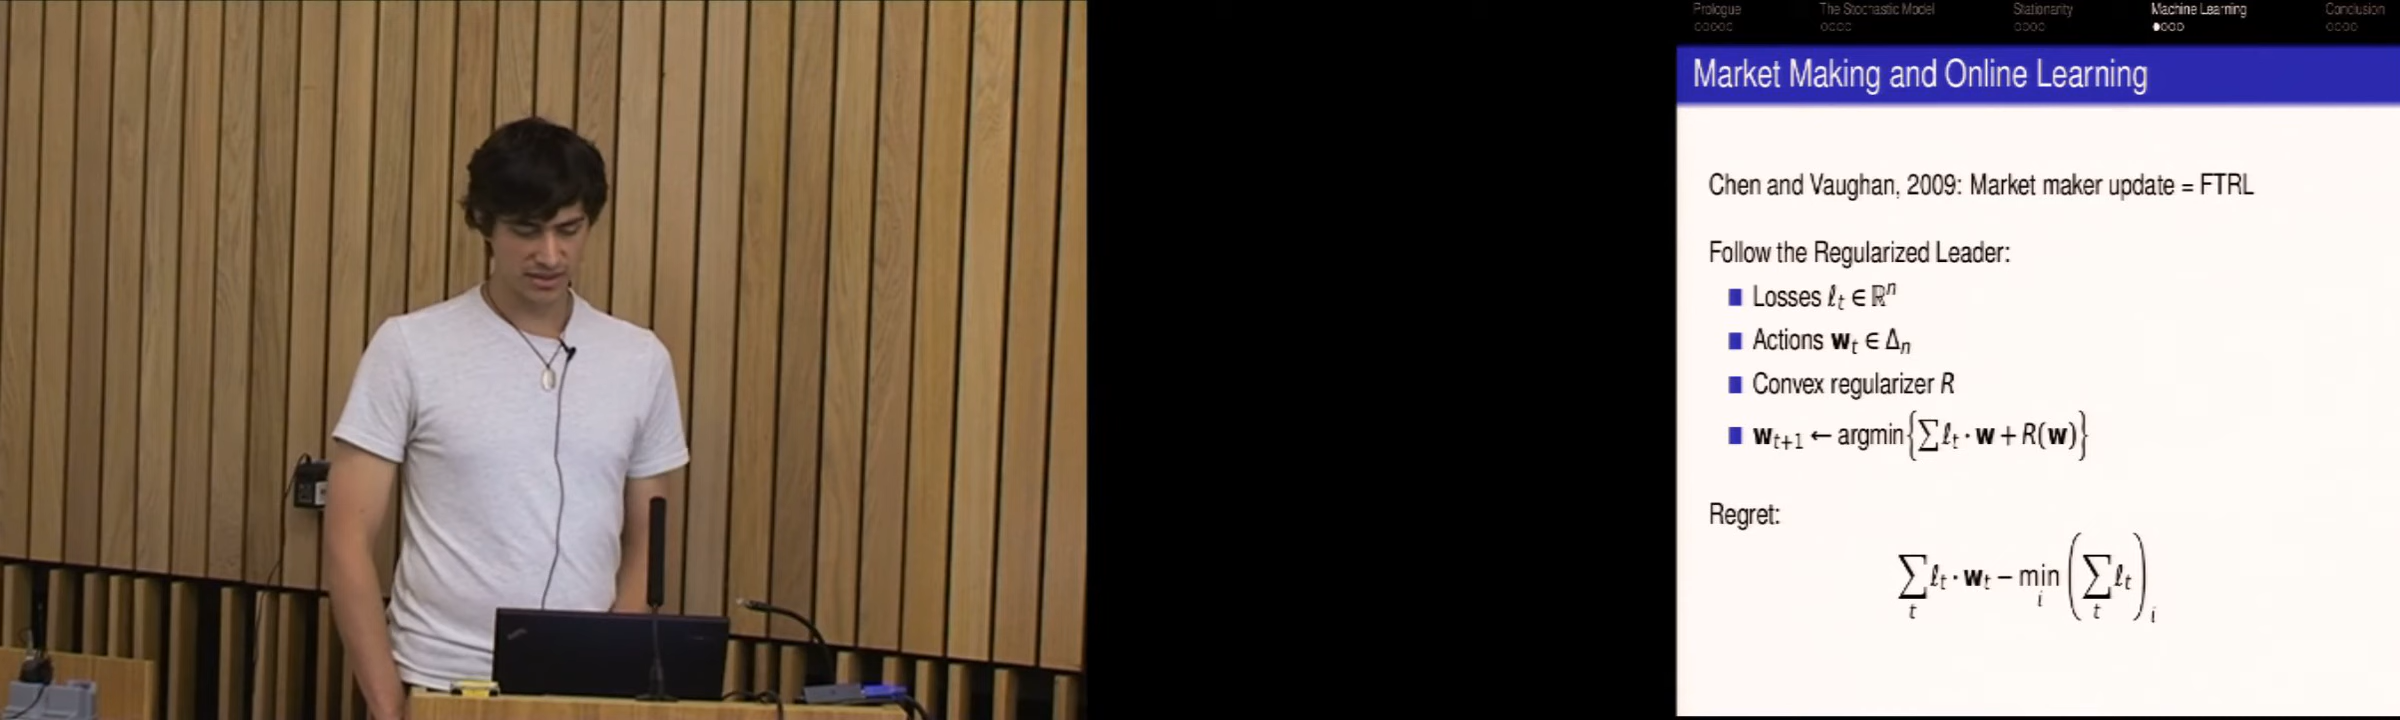 Prologue The Stochastic Model Stationarity Machine Learning Conclusion
Market Making and Online Learning
Chen and Vaughan, 2009: Market maker update = FTRL
Follow the Regularized Leader:
Losses ℓ_t ∈ ℝ^n
Actions w_t ∈ Δ_n
Convex regularizer R
w_{t+1} ← argmin{∑ℓ_t · w + R(w)}
Regret:
∑_t ℓ_t · w_t − min_i (∑_t ℓ_t)_i